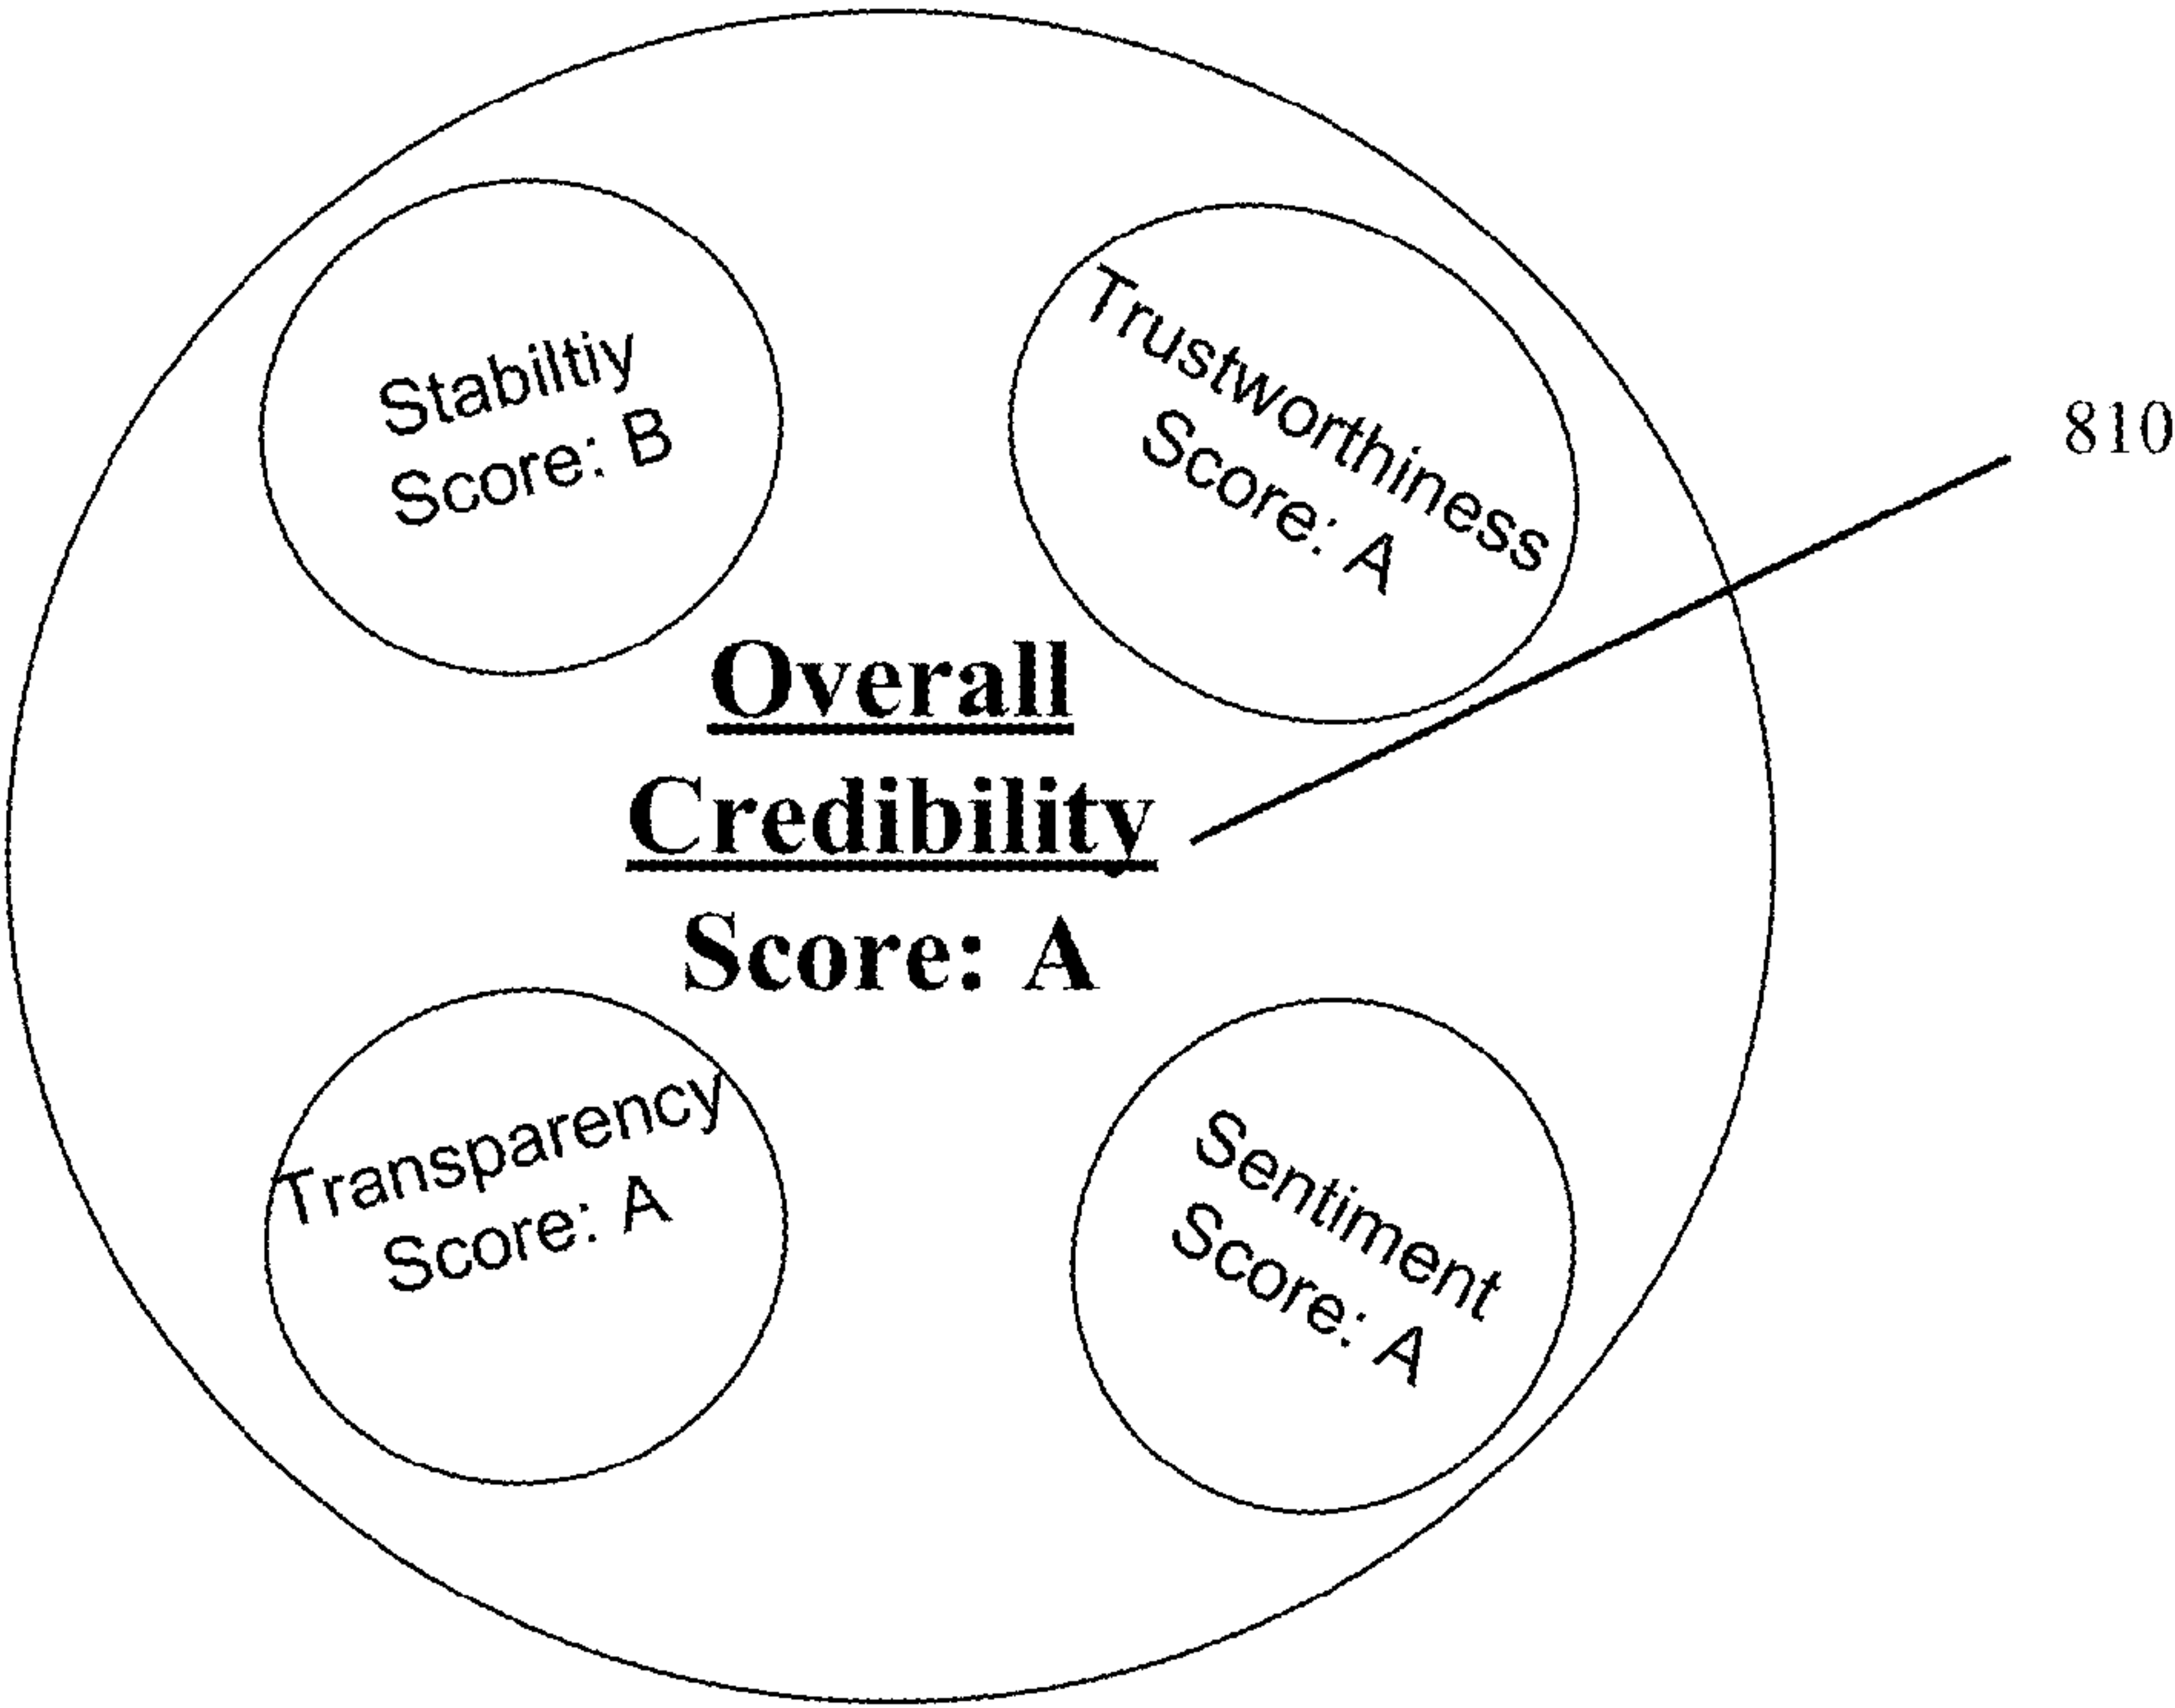 Stabiltiy
Score: B
Trustworthiness
Score: A
810
Overall
Credibility
Score: A
Transparency
Score: A
Sentiment
Score: A